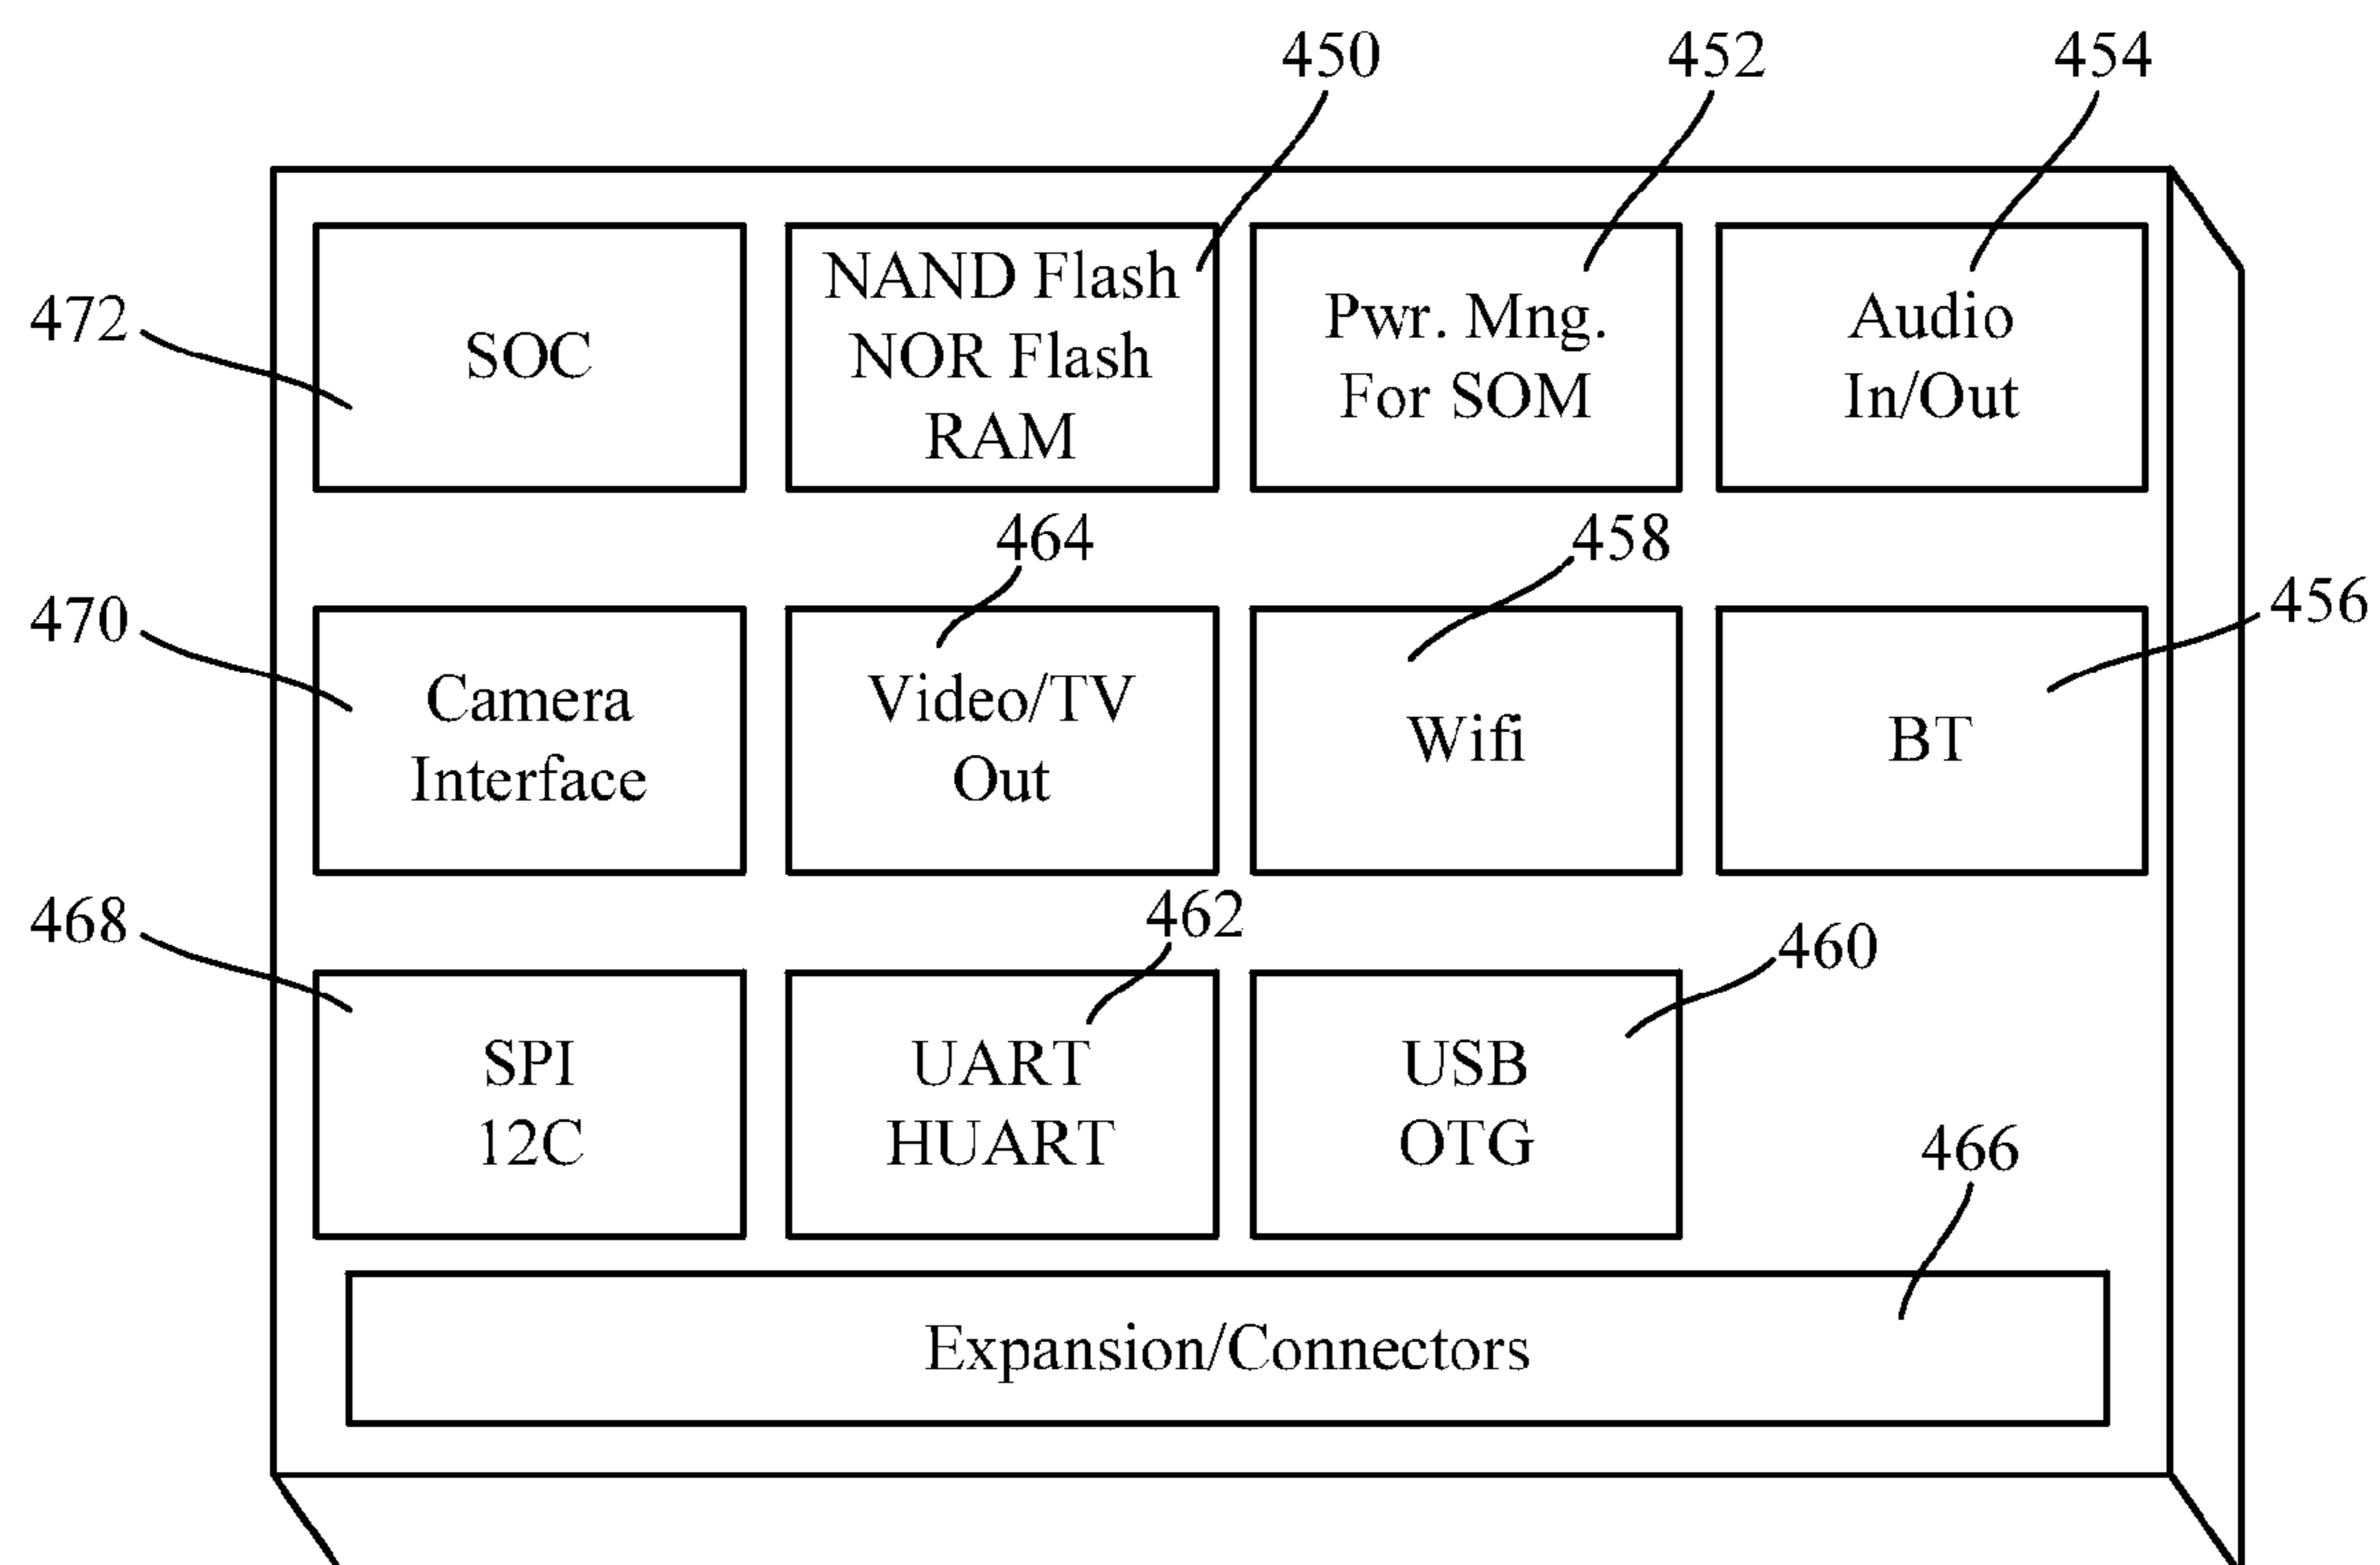 450
452
454
472
SOC
NAND Flash
NOR Flash
RAM
Pwr. Mng.
For SOM
Audio
In/Out
464
458
456
470
Camera
Interface
Video/TV
Out
Wifi
BT
468
462
460
SPI
12C
UART
HUART
USB
OTG
466
Expansion/Connectors